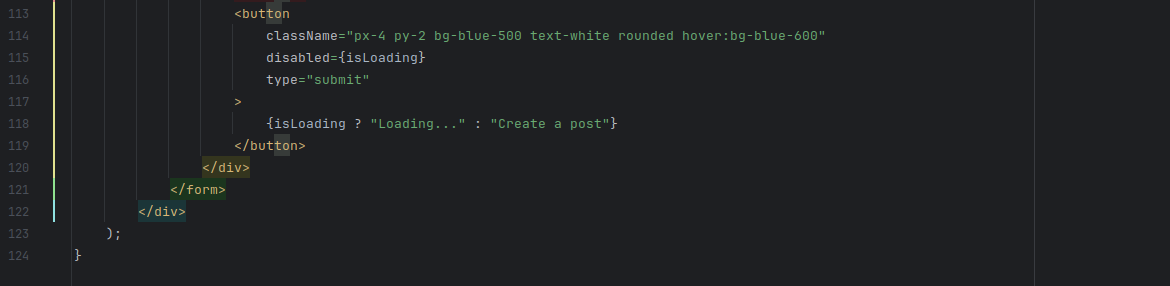 113 <button
114 className="px-4 py-2 bg-blue-500 text-white rounded hover:bg-blue-600"
115 disabled={isLoading}
116 type="submit"
117 >
118 {isLoading ? "Loading..." : "Create a post"}
119 </button>
120 </div>
121 </form>
122 </div>
123 );
124 }